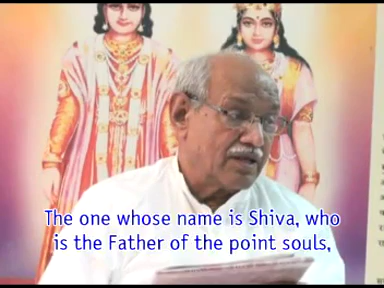 The one whose name is Shiva, who
is the Father of the point souls,